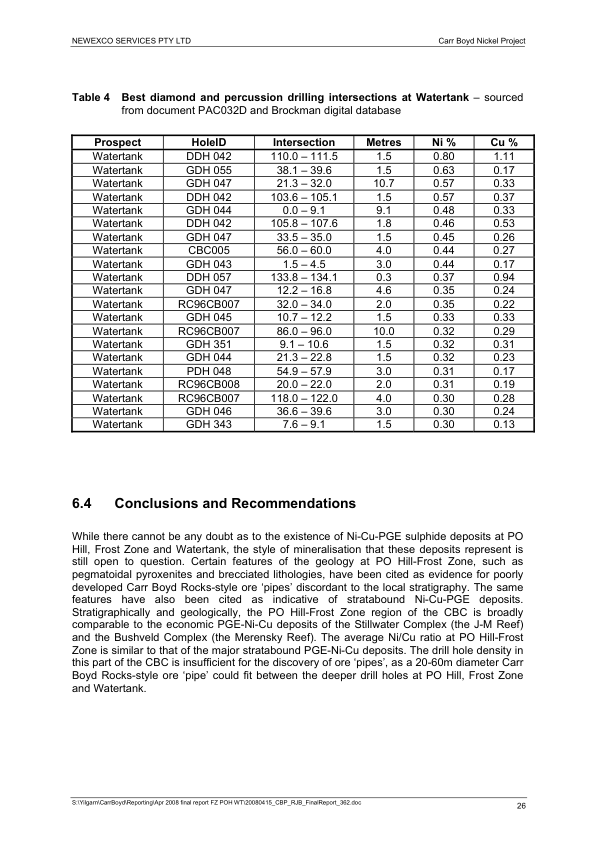 NEWEXCO SERVICES PTY LTD Carr Boyd Nickel Project
Table 4 Best diamond and percussion drilling intersections at Watertank – sourced
from document PAC032D and Brockman digital database
Prospect HoleID Intersection Metres Ni % Cu %
Watertank DDH 042 110.0 – 111.5 1.5 0.80 1.11
Watertank GDH 055 38.1 – 39.6 1.5 0.63 0.17
Watertank GDH 047 21.3 – 32.0 10.7 0.57 0.33
Watertank DDH 042 103.6 – 105.1 1.5 0.57 0.37
Watertank GDH 044 0.0 – 9.1 9.1 0.48 0.33
Watertank DDH 042 105.8 – 107.6 1.8 0.46 0.53
Watertank GDH 047 33.5 – 35.0 1.5 0.45 0.26
Watertank CBC005 56.0 – 60.0 4.0 0.44 0.27
Watertank GDH 043 1.5 – 4.5 3.0 0.44 0.17
Watertank DDH 057 133.8 – 134.1 0.3 0.37 0.94
Watertank GDH 047 12.2 – 16.8 4.6 0.35 0.24
Watertank RC96CB007 32.0 – 34.0 2.0 0.35 0.22
Watertank GDH 045 10.7 – 12.2 1.5 0.33 0.33
Watertank RC96CB007 86.0 – 96.0 10.0 0.32 0.29
Watertank GDH 351 9.1 – 10.6 1.5 0.32 0.31
Watertank GDH 044 21.3 – 22.8 1.5 0.32 0.23
Watertank PDH 048 54.9 – 57.9 3.0 0.31 0.17
Watertank RC96CB008 20.0 – 22.0 2.0 0.31 0.19
Watertank RC96CB007 118.0 – 122.0 4.0 0.30 0.28
Watertank GDH 046 36.6 – 39.6 3.0 0.30 0.24
Watertank GDH 343 7.6 – 9.1 1.5 0.30 0.13
6.4 Conclusions and Recommendations
While there cannot be any doubt as to the existence of Ni-Cu-PGE sulphide deposits at PO
Hill, Frost Zone and Watertank, the style of mineralisation that these deposits represent is
still open to question. Certain features of the geology at PO Hill-Frost Zone, such as
pegmatoidal pyroxenites and brecciated lithologies, have been cited as evidence for poorly
developed Carr Boyd Rocks-style ore ‘pipes’ discordant to the local stratigraphy. The same
features have also been cited as indicative of stratabound Ni-Cu-PGE deposits.
Stratigraphically and geologically, the PO Hill-Frost Zone region of the CBC is broadly
comparable to the economic PGE-Ni-Cu deposits of the Stillwater Complex (the J-M Reef)
and the Bushveld Complex (the Merensky Reef). The average Ni/Cu ratio at PO Hill-Frost
Zone is similar to that of the major stratabound PGE-Ni-Cu deposits. The drill hole density in
this part of the CBC is insufficient for the discovery of ore ‘pipes’, as a 20-60m diameter Carr
Boyd Rocks-style ore ‘pipe’ could fit between the deeper drill holes at PO Hill, Frost Zone
and Watertank.
S:\Yilgarn\CarrBoyd\Reporting\Apr 2008 final report FZ POH WT\20080415_CBP_RJB_FinalReport_362.doc
26